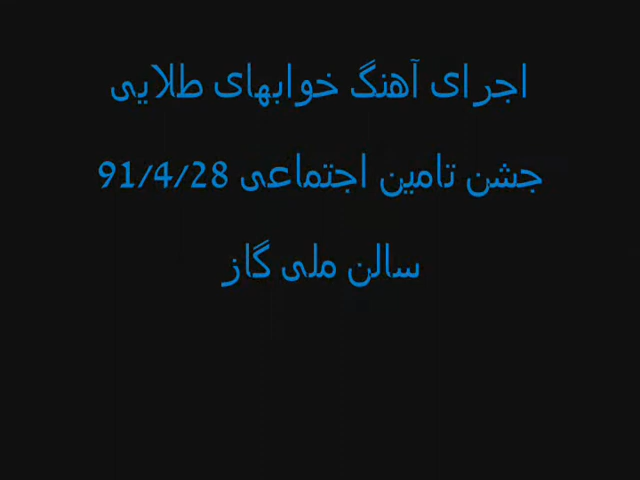 اجرای آهنگ خوابهای طلایی
جشن تامین اجتماعی 91/4/28
سالن ملی گاز